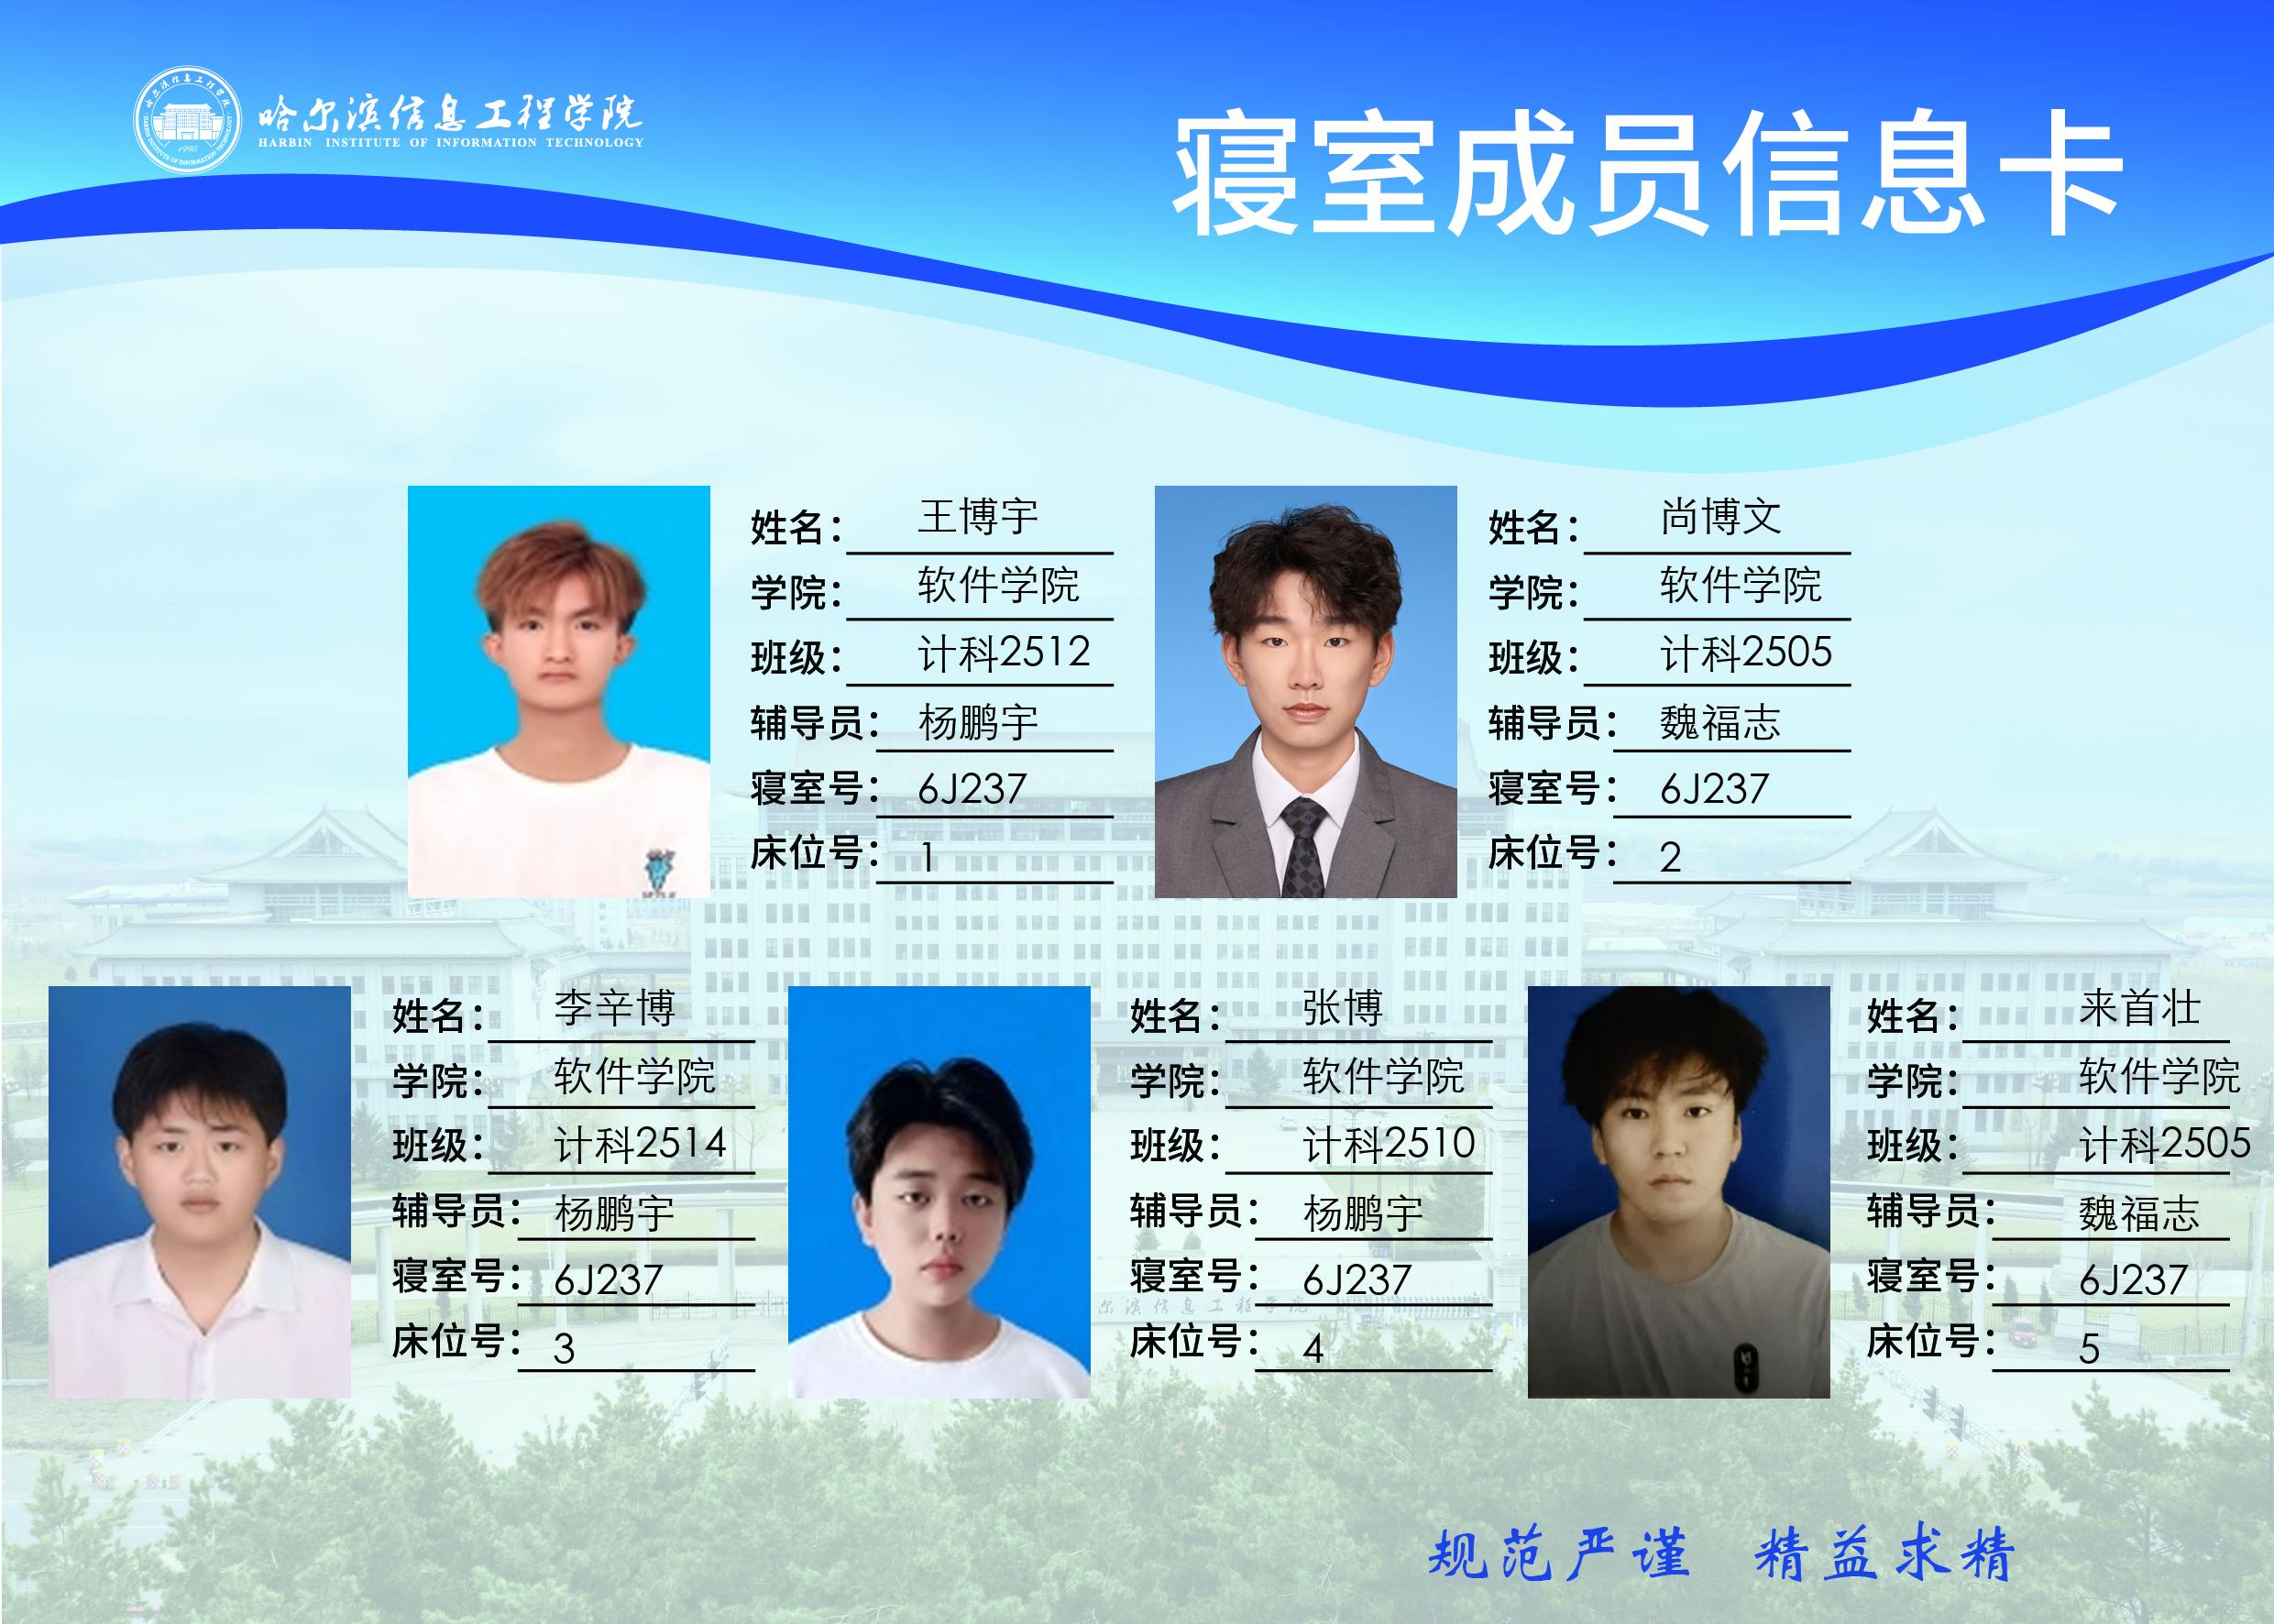 哈尔滨信息工程学院
HARBIN INSTITUTE OF INFORMATION TECHNOLOGY
1995
寝室成员信息卡
姓名： 王博宇
学院： 软件学院
班级： 计科2512
辅导员： 杨鹏宇
寝室号： 6J237
床位号： 1
姓名： 尚博文
学院： 软件学院
班级： 计科2505
辅导员： 魏福志
寝室号： 6J237
床位号： 2
姓名： 李辛博
学院： 软件学院
班级： 计科2514
辅导员： 杨鹏宇
寝室号： 6J237
床位号： 3
姓名： 张博
学院： 软件学院
班级： 计科2510
辅导员： 杨鹏宇
寝室号： 6J237
床位号： 4
姓名： 来首壮
学院： 软件学院
班级： 计科2505
辅导员： 魏福志
寝室号： 6J237
床位号： 5
尔滨信息工程学院
规范严谨 精益求精